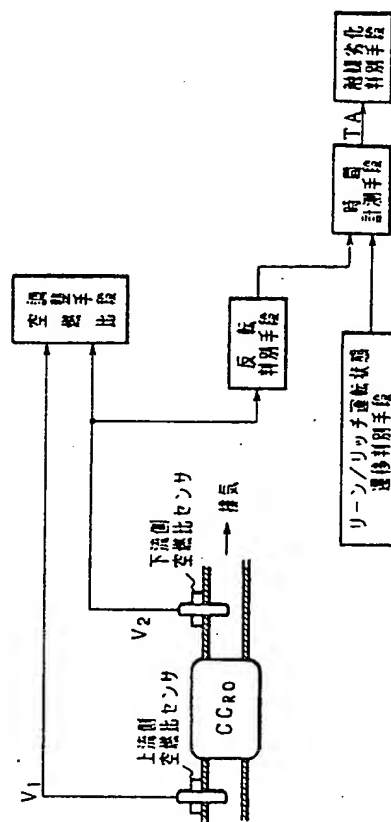 調整手段
空燃比
V1
V2
上流側
空燃比センサ
下流側
空燃比センサ
CCRO
排気
反転
判別手段
リーン/リッチ運転状態
遷移判別手段
時間
計測手段
TA
触媒劣化
判別手段